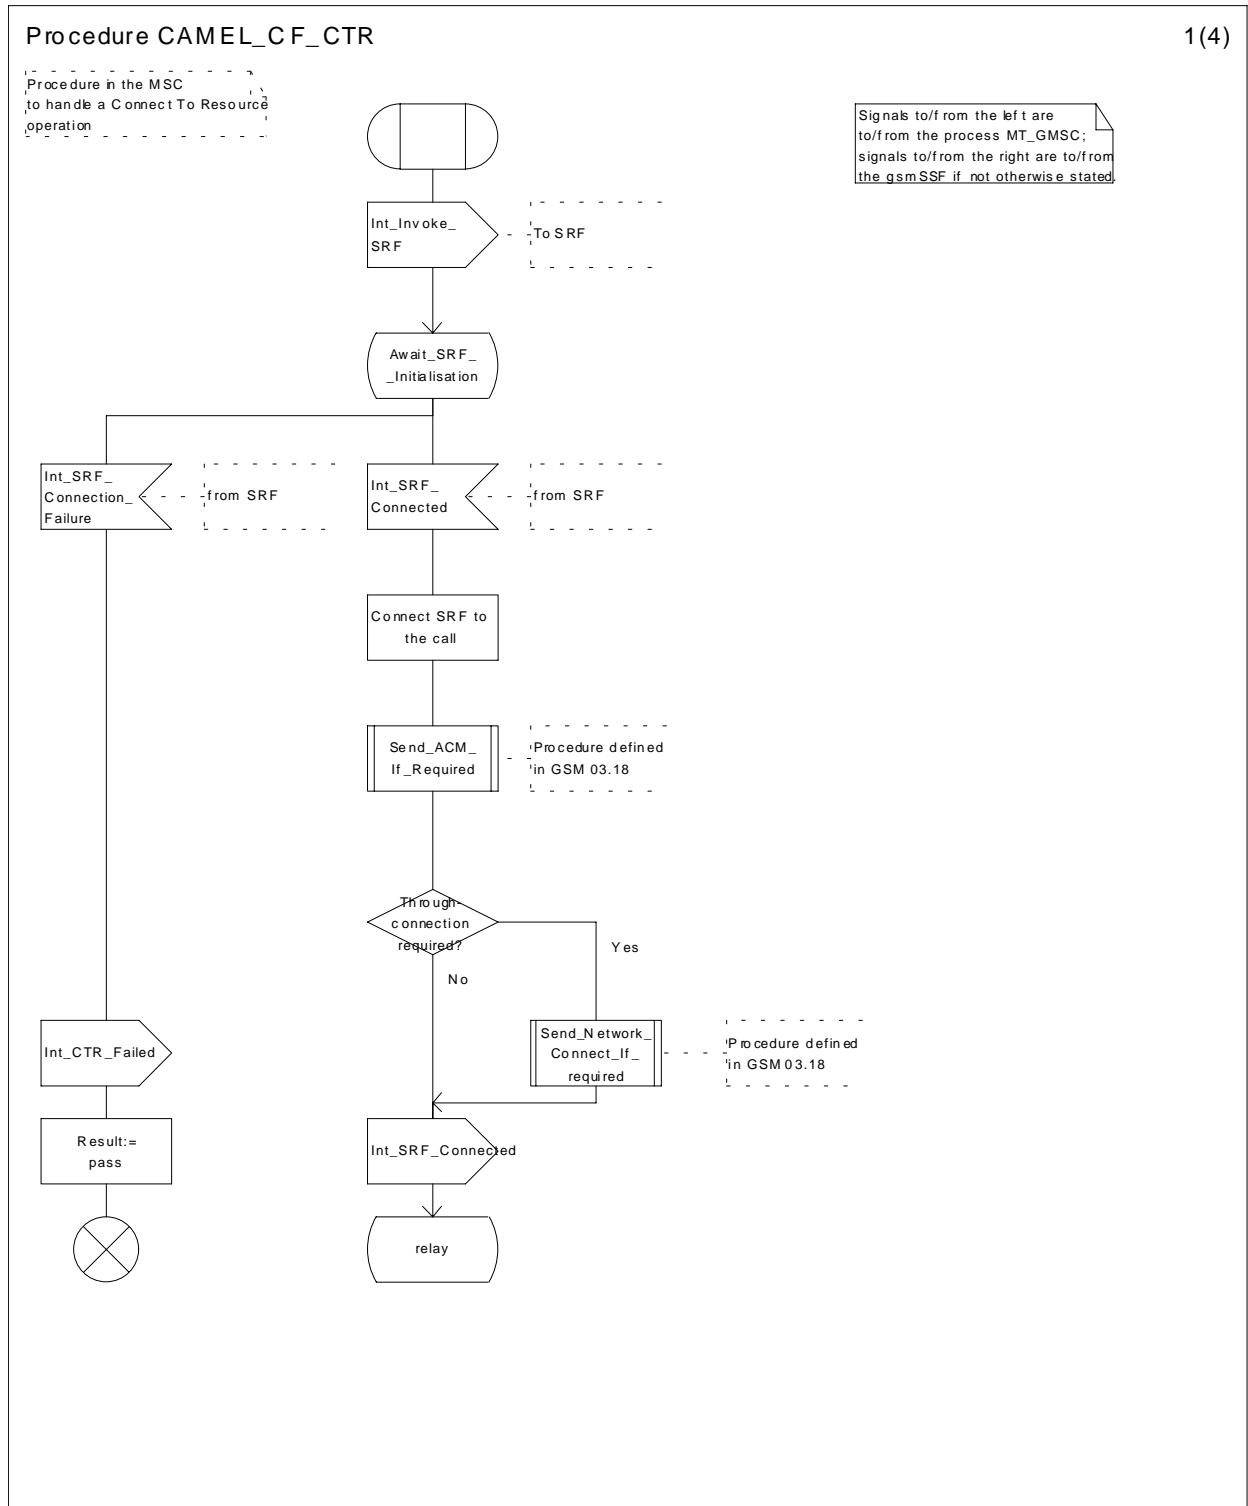 Procedure CAMEL_CF_CTR
1(4)
Procedure in the MSC
to handle a Connect To Resource
operation
Signals to/from the left are
to/from the process MT_GMSC;
signals to/from the right are to/from
the gsmSSF if not otherwise stated.
Int_Invoke_
SRF
To SRF
Await_SRF_
_Initialisation
Int_SRF_
Connection_
Failure
from SRF
Int_SRF_
Connected
from SRF
Connect SRF to
the call
Send_ACM_
If_Required
Procedure defined
in GSM 03.18
Through-
connection
required?
Yes
No
Int_CTR_Failed
Send_Network_
Connect_If_
required
Procedure defined
in GSM 03.18
Result:=
pass
Int_SRF_Connected
relay